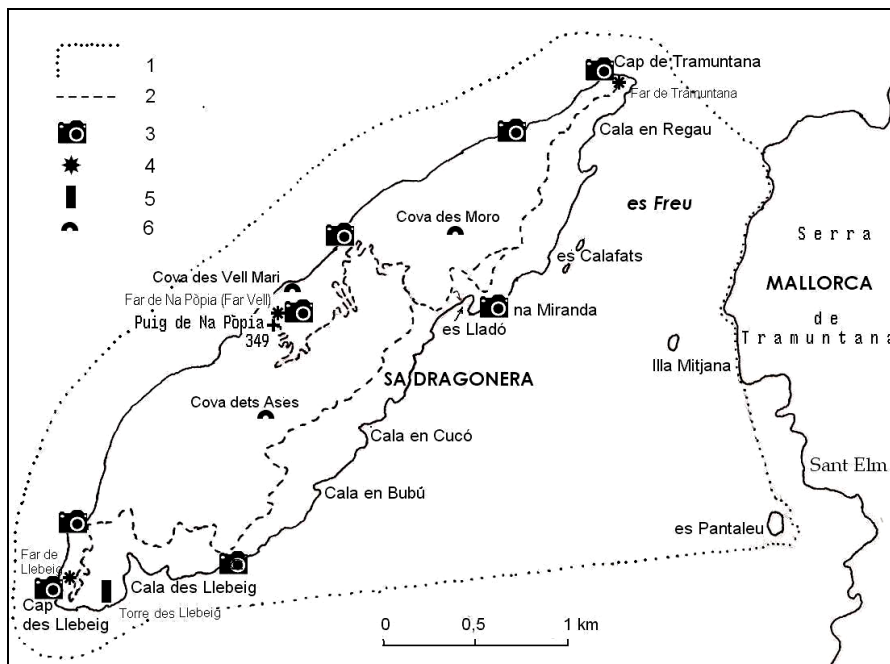 1
2
3
4
5
6
Cap de Tramuntana
Far de Tramuntana
Cala en Regau
es Freu
Cova des Moro
es Calafats
Serra
MALLORCA
de
Tramuntana
Cova des Vell Mari
Far de Na Pòpia (Far Vell)
Puig de Na Pòpia
349
na Miranda
es Lladó
Illa Mitjana
SA DRAGONERA
Cova dets Ases
Cala en Cucó
Sant Elm
Cala en Bubú
es Pantaleu
Far de
Llebeig
Cala des Llebeig
Cap
des Llebeig
Torre des Llebeig
0 0,5 1 km